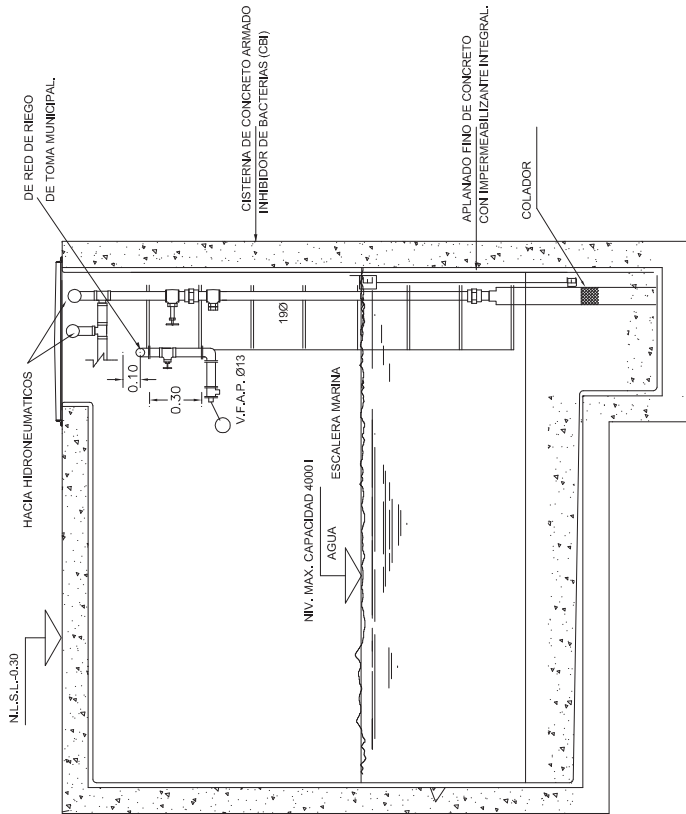 N.L.S.L.-0.30
HACIA HIDRONEUMATICOS
DE RED DE RIEGO
DE TOMA MUNICIPAL.
0.10
0.30
V.F.A.P. Ø13
19Ø
CISTERNA DE CONCRETO ARMADO
INHIBIDOR DE BACTERIAS (CBI)
NIV. MAX. CAPACIDAD 4000 l
AGUA
ESCALERA MARINA
E
E
APLANADO FINO DE CONCRETO
CON IMPERMEABILIZANTE INTEGRAL.
COLADOR